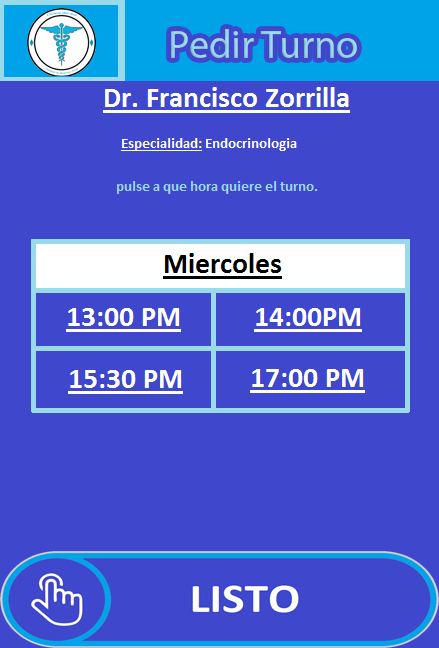 Pedir Turno
Dr. Francisco Zorrilla
Especialidad: Endocrinologia
pulse a que hora quiere el turno.
Miercoles
13:00 PM 14:00PM
15:30 PM 17:00 PM
LISTO